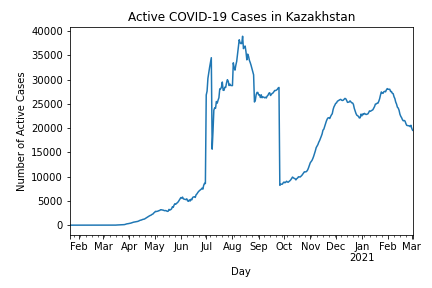 Active COVID-19 Cases in Kazakhstan
Number of Active Cases
40000
35000
30000
25000
20000
15000
10000
5000
0
Feb Mar Apr May Jun Jul Aug Sep Oct Nov Dec Jan Feb Mar
2021
Day